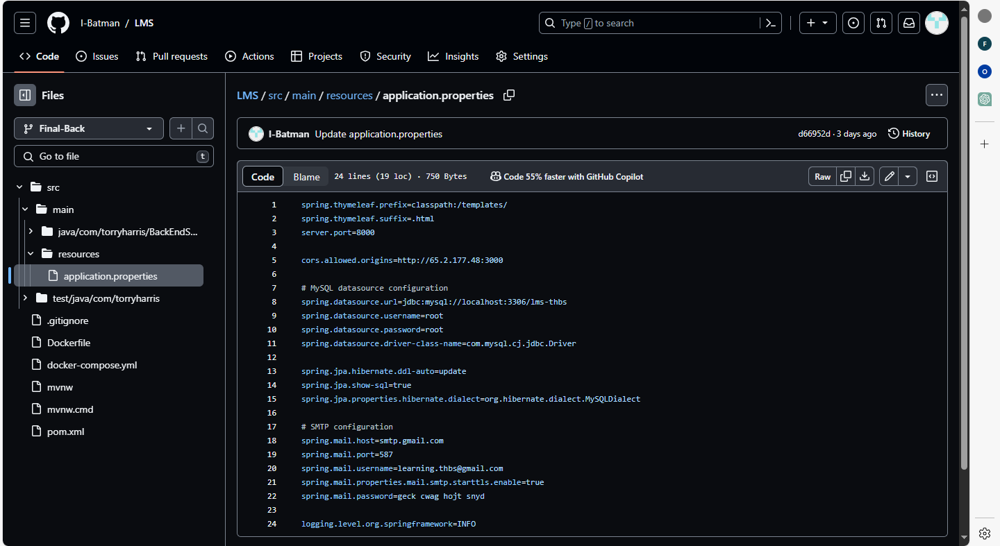 I-Batman / LMS
Type / to search
Code
Issues
Pull requests
Actions
Projects
Security
Insights
Settings
Files
Final-Back
Go to file
t
src
main
java/com/torryharris/BackEndS...
resources
application.properties
test/java/com/torryharris
.gitignore
Dockerfile
docker-compose.yml
mvnw
mvnw.cmd
pom.xml
LMS / src / main / resources / application.properties
I-Batman Update application.properties
d66952d · 3 days ago
History
Code
Blame
24 lines (19 loc) · 750 Bytes
Code 55% faster with GitHub Copilot
Raw
1 spring.thymeleaf.prefix=classpath:/templates/
2 spring.thymeleaf.suffix=.html
3 server.port=8000
4
5 cors.allowed.origins=http://65.2.177.48:3000
6
7 # MySQL datasource configuration
8 spring.datasource.url=jdbc:mysql://localhost:3306/lms-thbs
9 spring.datasource.username=root
10 spring.datasource.password=root
11 spring.datasource.driver-class-name=com.mysql.cj.jdbc.Driver
12
13 spring.jpa.hibernate.ddl-auto=update
14 spring.jpa.show-sql=true
15 spring.jpa.properties.hibernate.dialect=org.hibernate.dialect.MySQLDialect
16
17 # SMTP configuration
18 spring.mail.host=smtp.gmail.com
19 spring.mail.port=587
20 spring.mail.username=learning.thbs@gmail.com
21 spring.mail.properties.mail.smtp.starttls.enable=true
22 spring.mail.password=geck cwag hojt snyd
23
24 logging.level.org.springframework=INFO
F
O